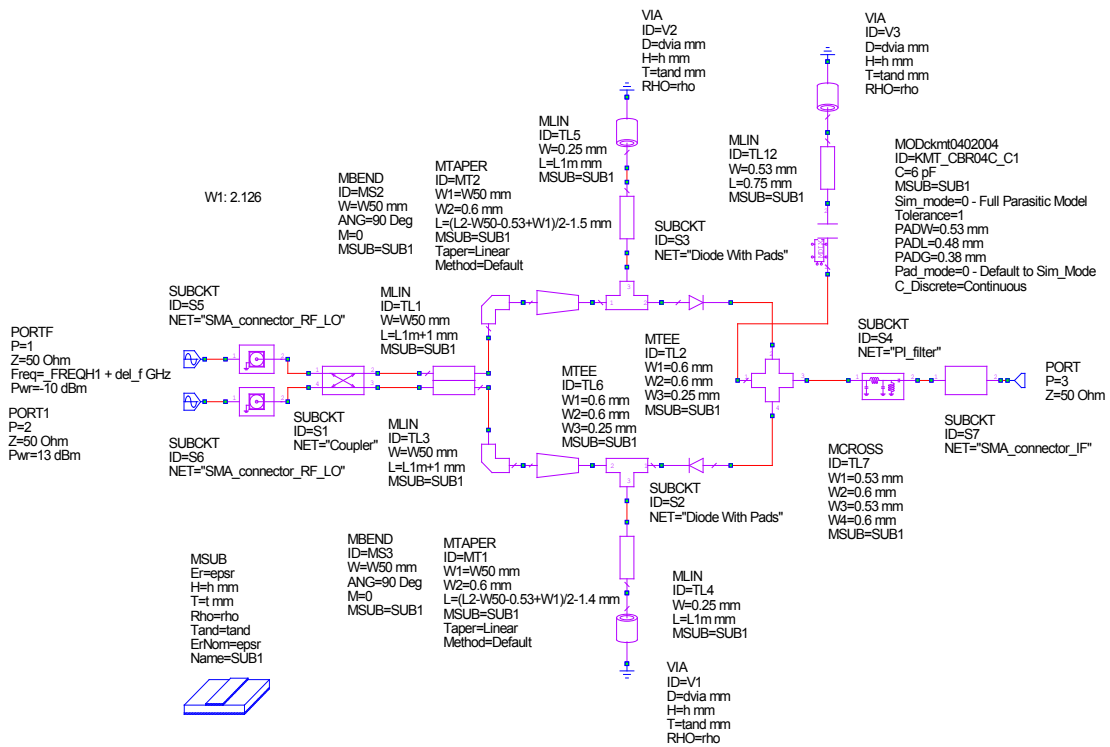 VIA
ID=V2
D=dvia mm
H=h mm
T=tand mm
RHO=rho
VIA
ID=V3
D=dvia mm
H=h mm
T=tand mm
RHO=rho
MLIN
ID=TL5
W=0.25 mm
L=L1m mm
MSUB=SUB1
MLIN
ID=TL12
W=0.53 mm
L=0.75 mm
MSUB=SUB1
MODckmt0402004
ID=KMT_CBR04C_C1
C=6 pF
MSUB=SUB1
Sim_mode=0 - Full Parasitic Model
Tolerance=1
PADW=0.53 mm
PADL=0.48 mm
PADG=0.38 mm
Pad_mode=0 - Default to Sim_Mode
C_Discrete=Continuous
W1: 2.126
MBEND
ID=MS2
W=W50 mm
ANG=90 Deg
M=0
MSUB=SUB1
MTAPER
ID=MT2
W1=W50 mm
W2=0.6 mm
L=(L2-W50-0.53+W1)/2-1.5 mm
MSUB=SUB1
Taper=Linear
Method=Default
SUBCKT
ID=S3
NET="Diode With Pads"
SUBCKT
ID=S5
NET="SMA_connector_RF_LO"
MLIN
ID=TL1
W=W50 mm
L=L1m+1 mm
MSUB=SUB1
PORTF
P=1
Z=50 Ohm
Freq=_FREQH1 + del_f GHz
Pwr=-10 dBm
PORT1
P=2
Z=50 Ohm
Pwr=13 dBm
SUBCKT
ID=S6
NET="SMA_connector_RF_LO"
SUBCKT
ID=S1
NET="Coupler"
MLIN
ID=TL3
W=W50 mm
L=L1m+1 mm
MSUB=SUB1
MTEE
ID=TL6
W1=0.6 mm
W2=0.6 mm
W3=0.25 mm
MSUB=SUB1
MTEE
ID=TL2
W1=0.6 mm
W2=0.6 mm
W3=0.25 mm
MSUB=SUB1
SUBCKT
ID=S4
NET="PI_filter"
PORT
P=3
Z=50 Ohm
SUBCKT
ID=S7
NET="SMA_connector_IF"
MCROSS
ID=TL7
W1=0.53 mm
W2=0.6 mm
W3=0.53 mm
W4=0.6 mm
MSUB=SUB1
SUBCKT
ID=S2
NET="Diode With Pads"
MBEND
ID=MS3
W=W50 mm
ANG=90 Deg
M=0
MSUB=SUB1
MTAPER
ID=MT1
W1=W50 mm
W2=0.6 mm
L=(L2-W50-0.53+W1)/2-1.4 mm
MSUB=SUB1
Taper=Linear
Method=Default
MLIN
ID=TL4
W=0.25 mm
L=L1m mm
MSUB=SUB1
MSUB
Er=epsr
H=h mm
T=t mm
Rho=rho
Tand=tand
ErNom=epsr
Name=SUB1
VIA
ID=V1
D=dvia mm
H=h mm
T=tand mm
RHO=rho